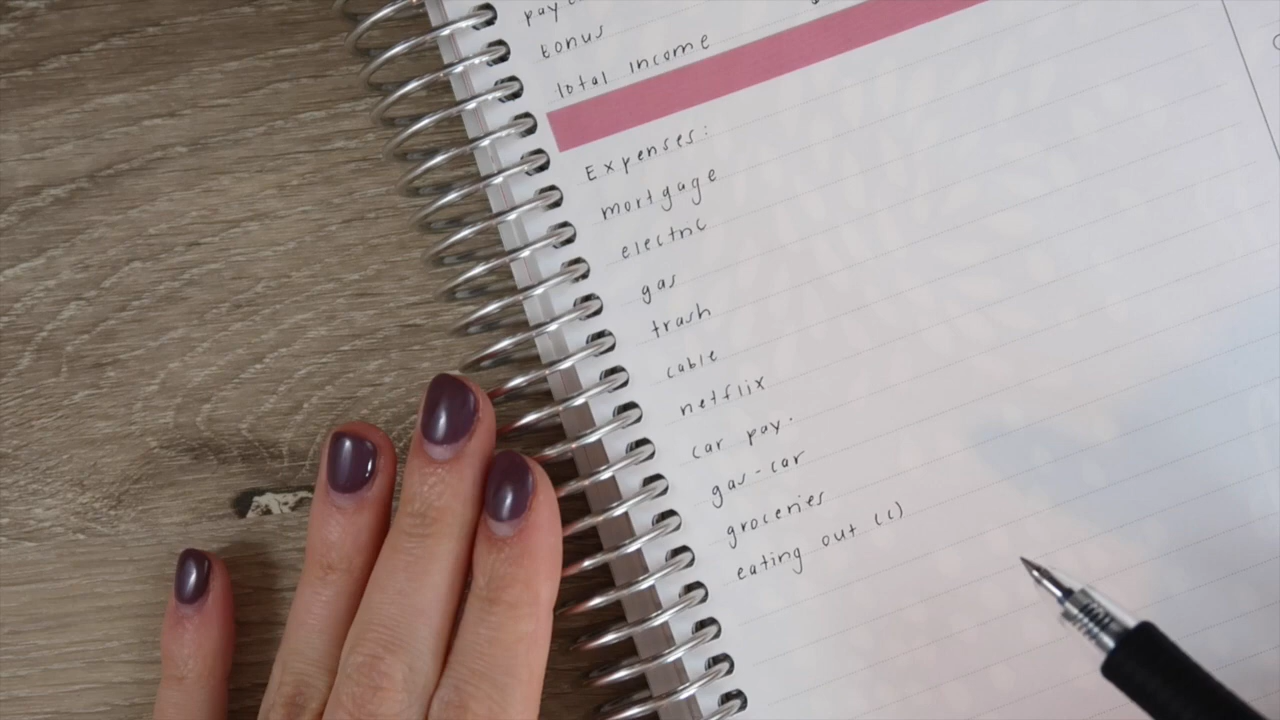 bonus
Total Income
Expenses:
mortgage
electric
gas
trash
cable
netflix
car pay.
gas-car
groceries
eating out (c)